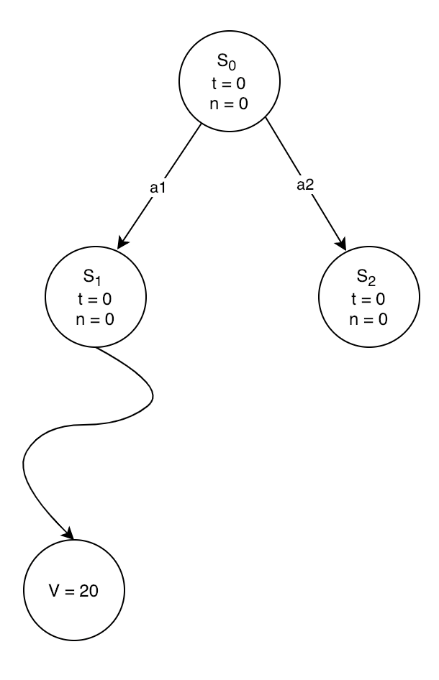 S₀
t = 0
n = 0
a1
a2
S₁
t = 0
n = 0
S₂
t = 0
n = 0
V = 20